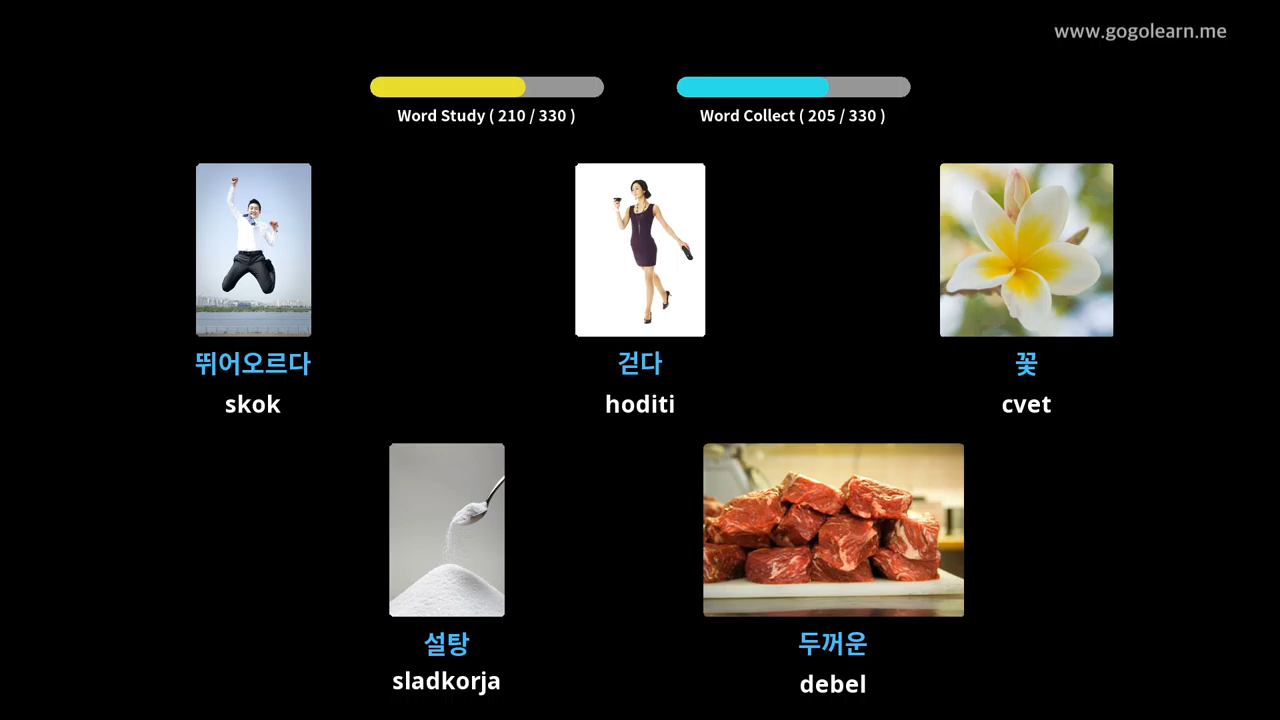 www.gogolearn.me
Word Study ( 210 / 330 )
Word Collect ( 205 / 330 )
뛰어오르다
skok
걷다
hoditi
꽃
cvet
설탕
sladkorja
두꺼운
debel